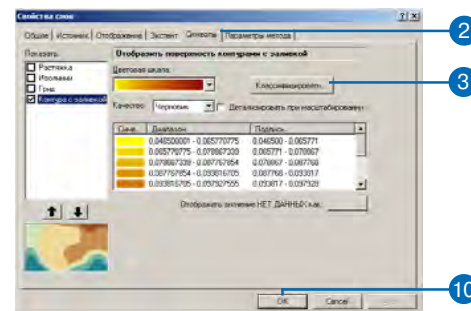 Свойства слоя ? X
Общие Источник Отображение Экстент Символы Параметры метода
2
Показать:
Отобразить поверхность контурами с заливкой
Растяжка
Изолинии
Грид
Контура с заливкой
Цветовая шкала:
Классифицировать...
3
Качество: Черновик Детализировать при масштабировании
Симв. Диапазон Подпись
0.046500001 - 0.065770775 0.046500 - 0.065771
0.065770775 - 0.078867339 0.065771 - 0.078867
0.078867339 - 0.087767854 0.078867 - 0.087768
0.087767854 - 0.093816705 0.087768 - 0.093817
0.093816705 - 0.097927555 0.093817 - 0.097928
Отображать значение НЕТ ДАННЫХ как:
10
OK Cancel